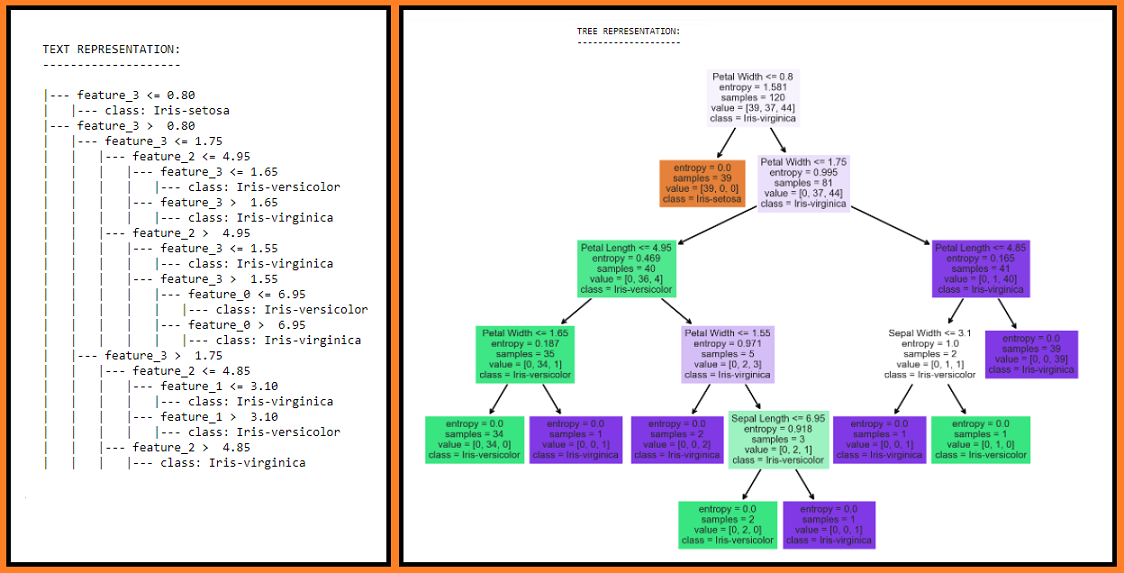 TEXT REPRESENTATION:
--------------------
|--- feature_3 <= 0.80
|   |--- class: Iris-setosa
|--- feature_3 >  0.80
|   |--- feature_3 <= 1.75
|   |   |--- feature_2 <= 4.95
|   |   |   |--- feature_3 <= 1.65
|   |   |   |   |--- class: Iris-versicolor
|   |   |   |--- feature_3 >  1.65
|   |   |   |   |--- class: Iris-virginica
|   |   |--- feature_2 >  4.95
|   |   |   |--- feature_3 <= 1.55
|   |   |   |   |--- class: Iris-virginica
|   |   |   |--- feature_3 >  1.55
|   |   |   |   |--- feature_0 <= 6.95
|   |   |   |   |   |--- class: Iris-versicolor
|   |   |   |   |--- feature_0 >  6.95
|   |   |   |   |   |--- class: Iris-virginica
|   |--- feature_3 >  1.75
|   |   |--- feature_2 <= 4.85
|   |   |   |--- feature_1 <= 3.10
|   |   |   |   |--- class: Iris-virginica
|   |   |   |--- feature_1 >  3.10
|   |   |   |   |--- class: Iris-versicolor
|   |   |--- feature_2 >  4.85
|   |   |   |--- class: Iris-virginica
TREE REPRESENTATION:
--------------------
Petal Width <= 0.8
entropy = 1.581
samples = 120
value = [39, 37, 44]
class = Iris-virginica
entropy = 0.0
samples = 39
value = [39, 0, 0]
class = Iris-setosa
Petal Width <= 1.75
entropy = 0.995
samples = 81
value = [0, 37, 44]
class = Iris-virginica
Petal Length <= 4.95
entropy = 0.469
samples = 40
value = [0, 36, 4]
class = Iris-versicolor
Petal Length <= 4.85
entropy = 0.165
samples = 41
value = [0, 1, 40]
class = Iris-virginica
Petal Width <= 1.65
entropy = 0.187
samples = 35
value = [0, 34, 1]
class = Iris-versicolor
Petal Width <= 1.55
entropy = 0.971
samples = 5
value = [0, 2, 3]
class = Iris-virginica
Sepal Width <= 3.1
entropy = 1.0
samples = 2
value = [0, 1, 1]
class = Iris-versicolor
entropy = 0.0
samples = 39
value = [0, 0, 39]
class = Iris-virginica
entropy = 0.0
samples = 34
value = [0, 34, 0]
class = Iris-versicolor
entropy = 0.0
samples = 1
value = [0, 0, 1]
class = Iris-virginica
entropy = 0.0
samples = 2
value = [0, 0, 2]
class = Iris-virginica
Sepal Length <= 6.95
entropy = 0.918
samples = 3
value = [0, 2, 1]
class = Iris-versicolor
entropy = 0.0
samples = 1
value = [0, 0, 1]
class = Iris-virginica
entropy = 0.0
samples = 1
value = [0, 1, 0]
class = Iris-versicolor
entropy = 0.0
samples = 2
value = [0, 2, 0]
class = Iris-versicolor
entropy = 0.0
samples = 1
value = [0, 0, 1]
class = Iris-virginica